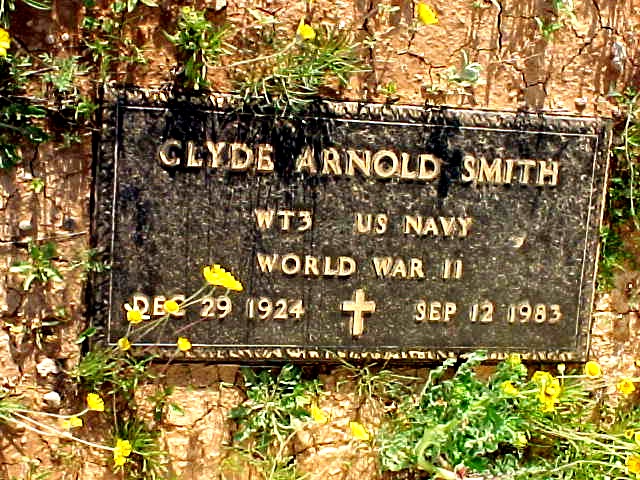 CLYDE ARNOLD SMITH
WT3 US NAVY
WORLD WAR II
DEC 29 1924 SEP 12 1983